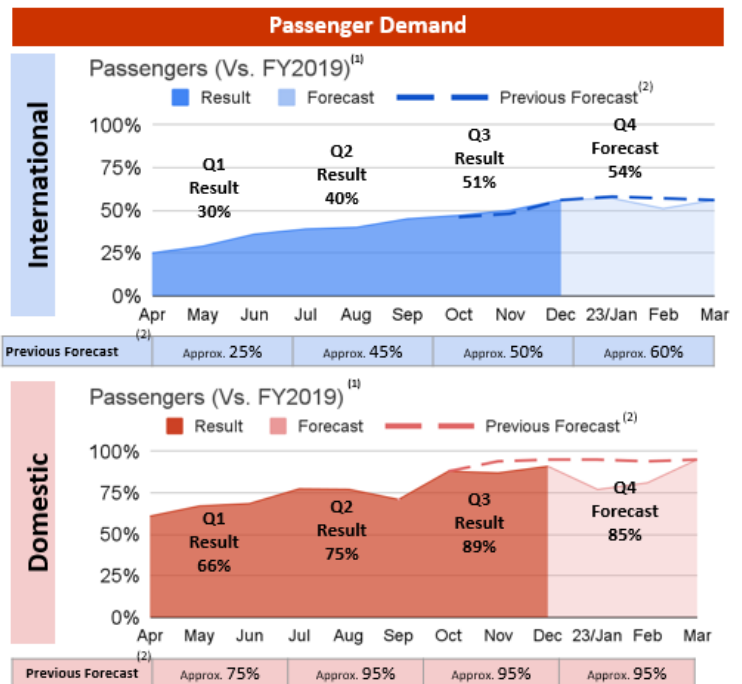 Passenger Demand
International
Passengers (Vs. FY2019)(1)
Result Forecast Previous Forecast(2)
100%
75%
50%
25%
0%
Q1
Result
30%
Q2
Result
40%
Q3
Result
51%
Q4
Forecast
54%
Apr May Jun Jul Aug Sep Oct Nov Dec 23/Jan Feb Mar
Previous Forecast (2) Approx. 25% Approx. 45% Approx. 50% Approx. 60%
Domestic
Passengers (Vs. FY2019) (1)
Result Forecast Previous Forecast (2)
100%
75%
50%
25%
0%
Q1
Result
66%
Q2
Result
75%
Q3
Result
89%
Q4
Forecast
85%
Apr May Jun Jul Aug Sep Oct Nov Dec 23/Jan Feb Mar
Previous Forecast (2) Approx. 75% Approx. 95% Approx. 95% Approx. 95%